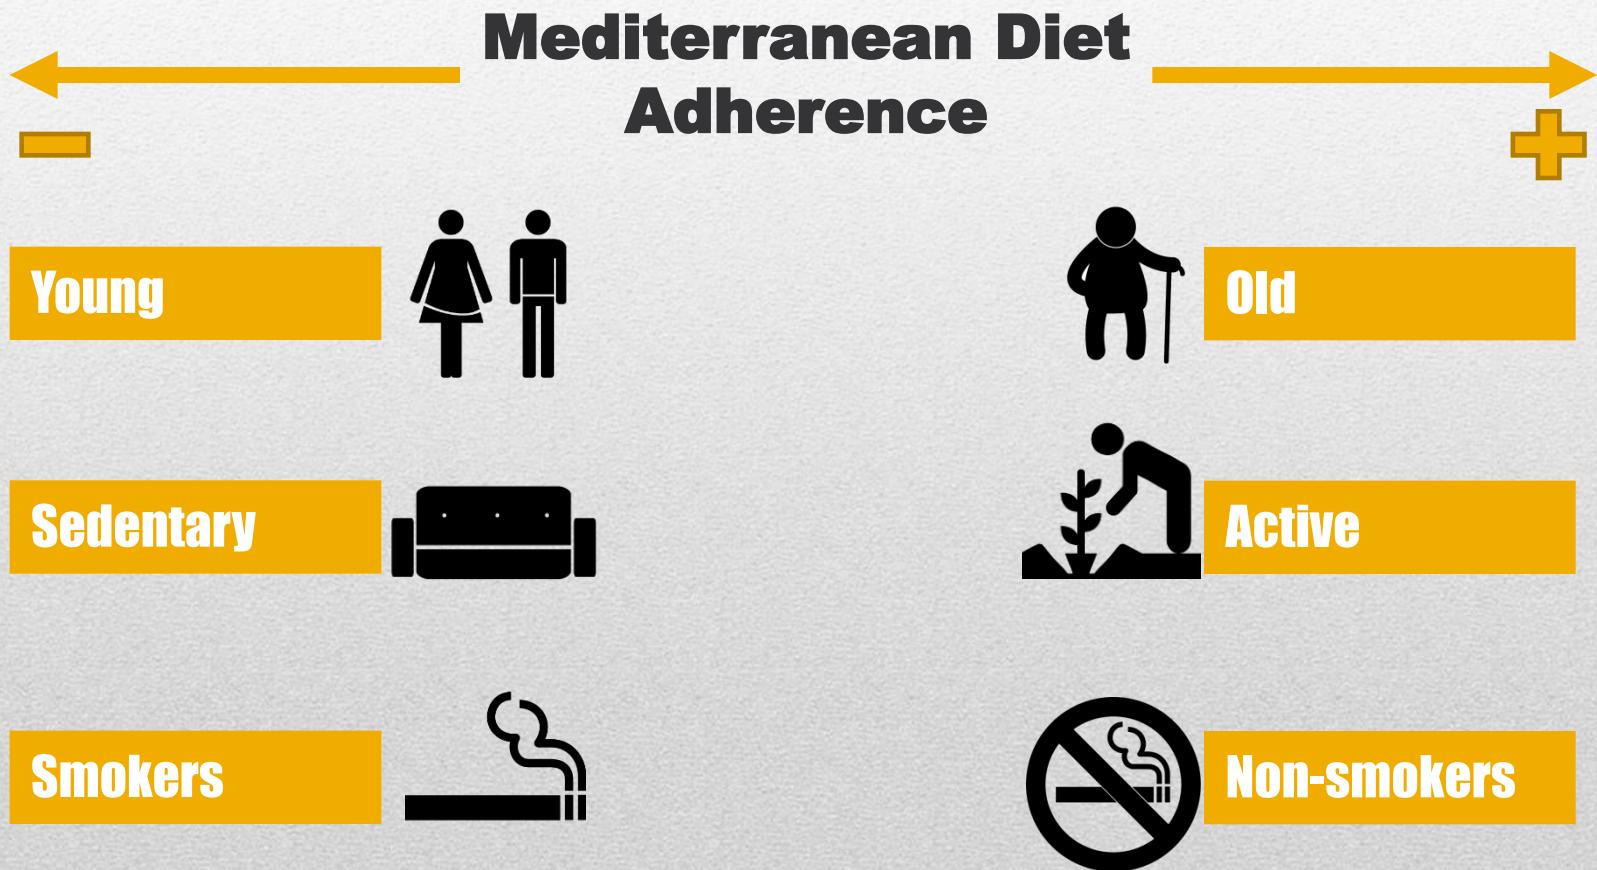 Mediterranean Diet
Adherence
Young
Old
Sedentary
Active
Smokers
Non-smokers